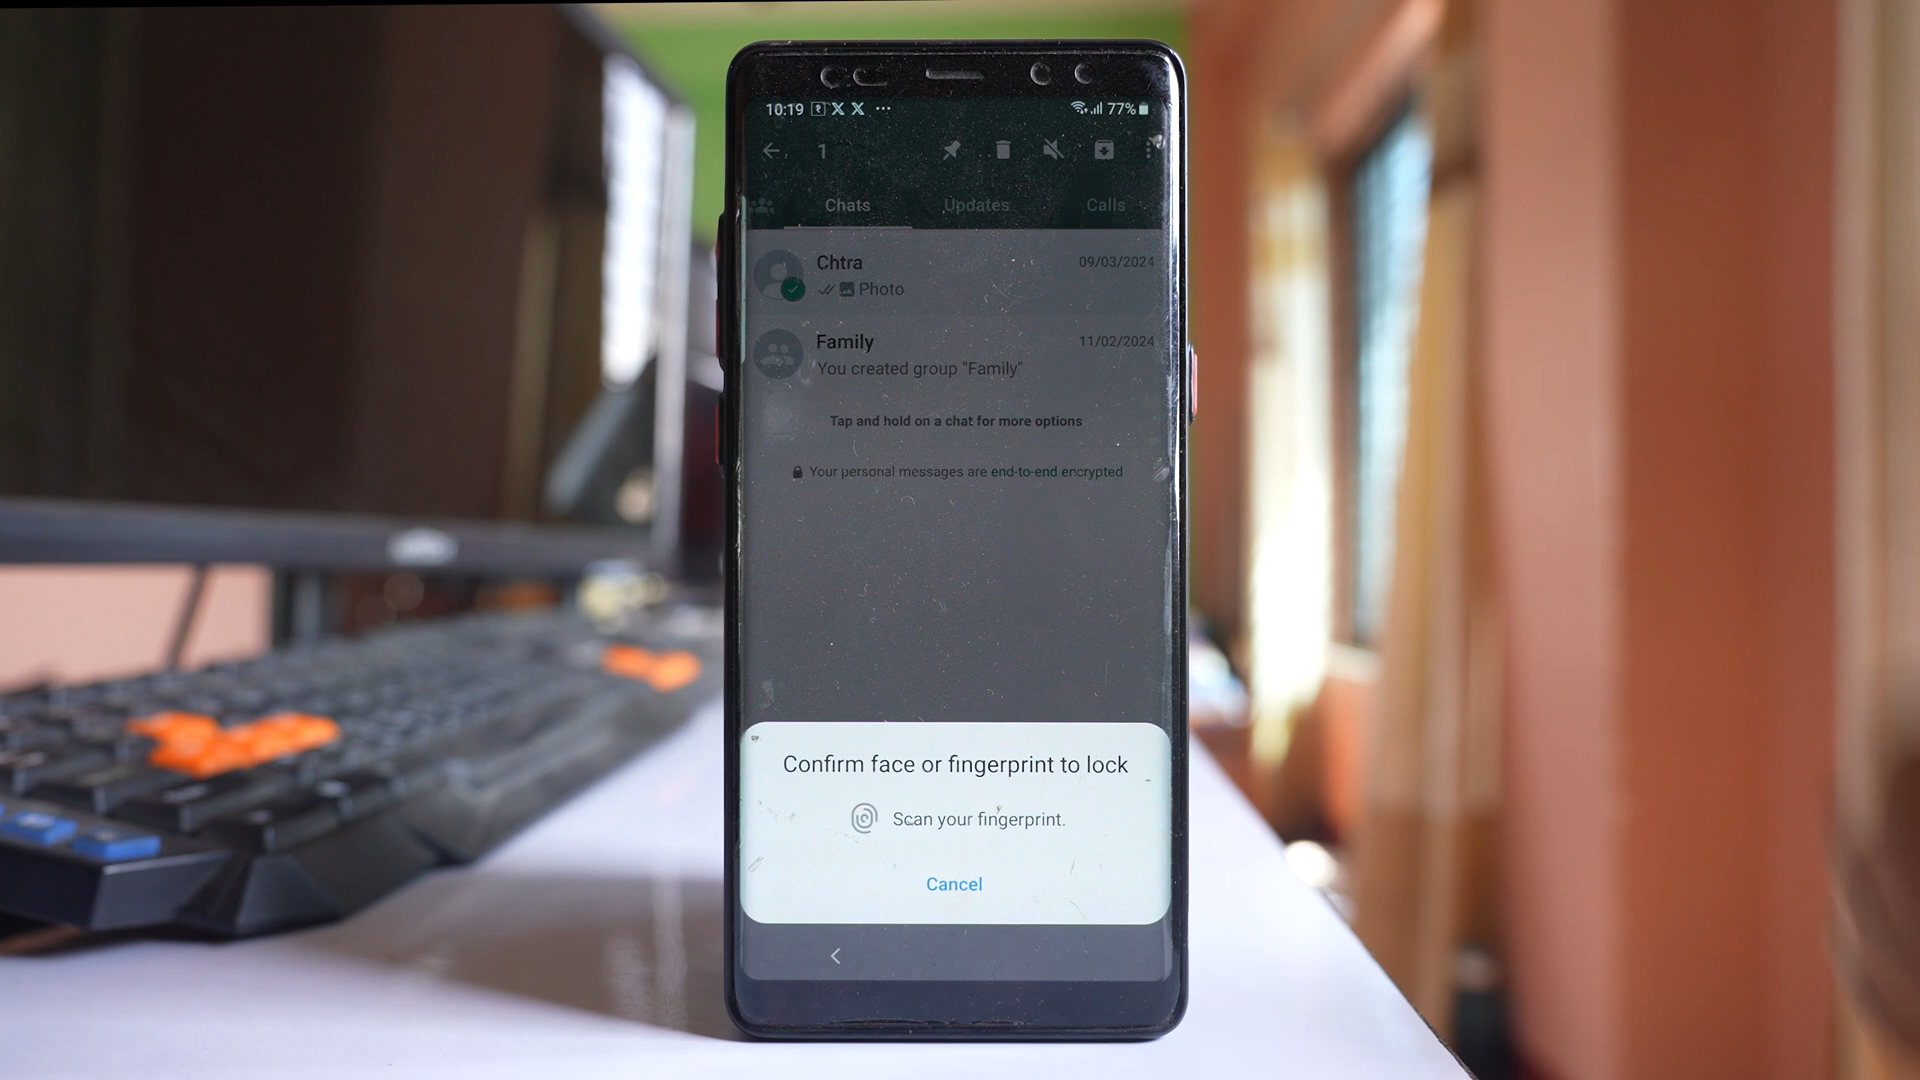 10:19 77%
1
Chats Updates Calls
Chtra 09/03/2024
Photo
Family 11/02/2024
You created group "Family"
Tap and hold on a chat for more options
Your personal messages are end-to-end encrypted
Confirm face or fingerprint to lock
Scan your fingerprint.
Cancel